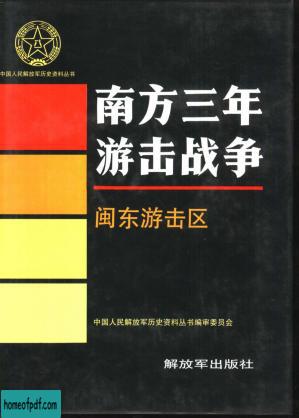 中国人民解放军历史资料丛书
南方三年
游击战争
闽东游击区
中国人民解放军历史资料丛书编审委员会
解放军出版社
homeofpdf.com